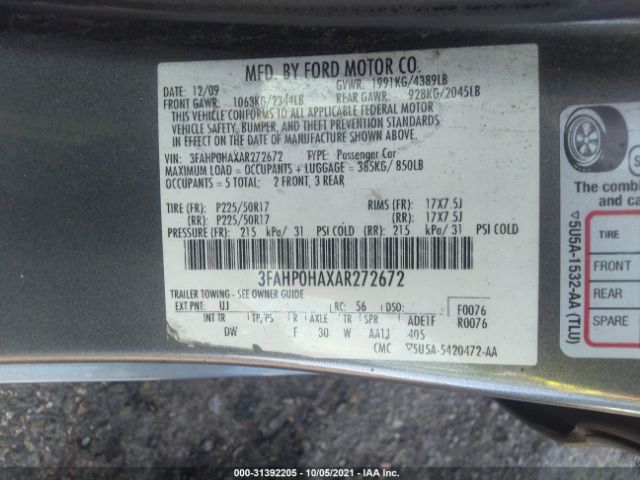 MFD. BY FORD MOTOR CO.
DATE: 12/09 GVWR: 1991KG/4389LB
FRONT GAWR: 1063KG/2344LB REAR GAWR: 928KG/2045LB
THIS VEHICLE CONFORMS TO ALL APPLICABLE FEDERAL MOTOR
VEHICLE SAFETY, BUMPER, AND THEFT PREVENTION STANDARDS
IN EFFECT ON THE DATE OF MANUFACTURE SHOWN ABOVE.
VIN: 3FAHP0HAXAR272672 TYPE: Passenger Car
MAXIMUM LOAD = OCCUPANTS + LUGGAGE = 385KG/ 850LB
OCCUPANTS = 5 TOTAL; 2 FRONT, 3 REAR
TIRE (FR): P225/50R17 RIMS (FR): 17X7.5J
(RR): P225/50R17 (RR): 17X7.5J
PRESSURE (FR): 215 kPa/ 31 PSI COLD (RR): 215 kPa/ 31 PSI COLD
3FAHP0HAXAR272672
TRAILER TOWING - SEE OWNER GUIDE
EXT PNT: UJ RC: 56 DSO: F0076
R0076
INT TR TP/PS R AXLE TR SPR ADE1F
DW F 30 W AA1J 405
CMC ▽5U5A-5420472-AA
The combin
and ca
TIRE
FRONT
REAR
SPARE
▽5U5A-1532-AA (TLU)
000-31392205 - 10/05/2021 - IAA Inc.